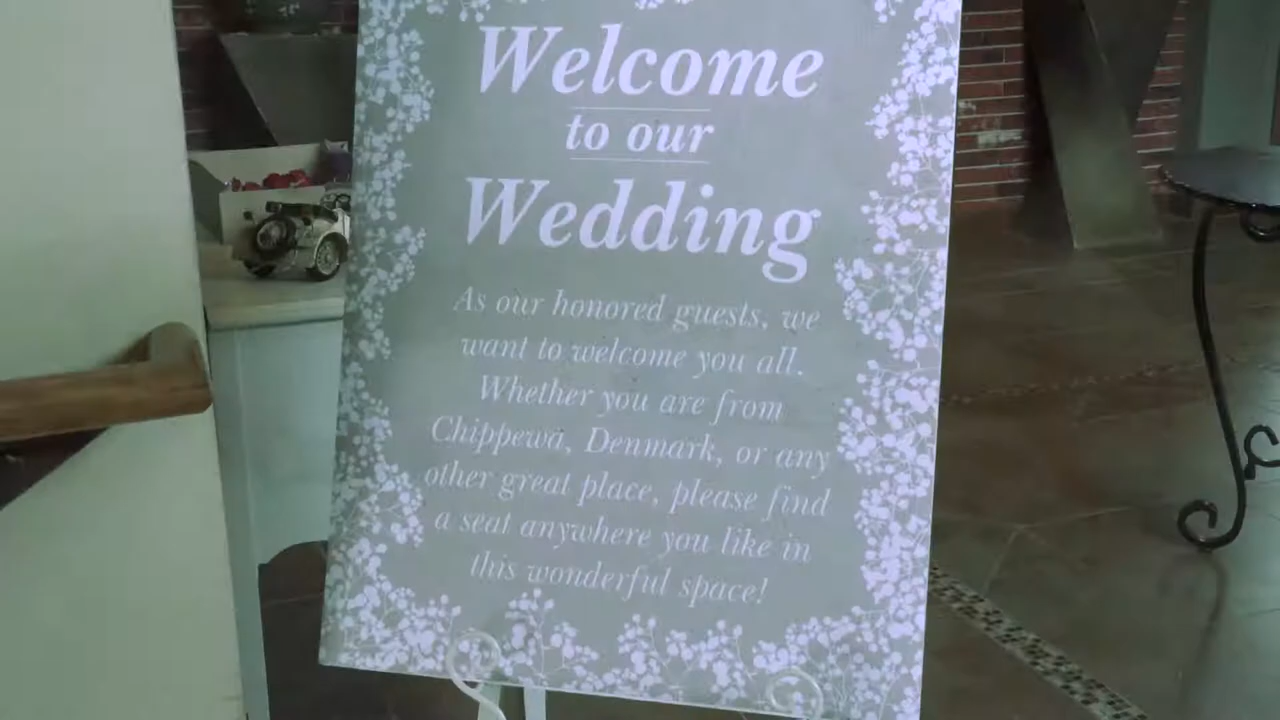 Welcome
to our
Wedding
As our honored guests, we
want to welcome you all.
Whether you are from
Chippewa, Denmark, or any
other great place, please find
a seat anywhere you like in
this wonderful space!